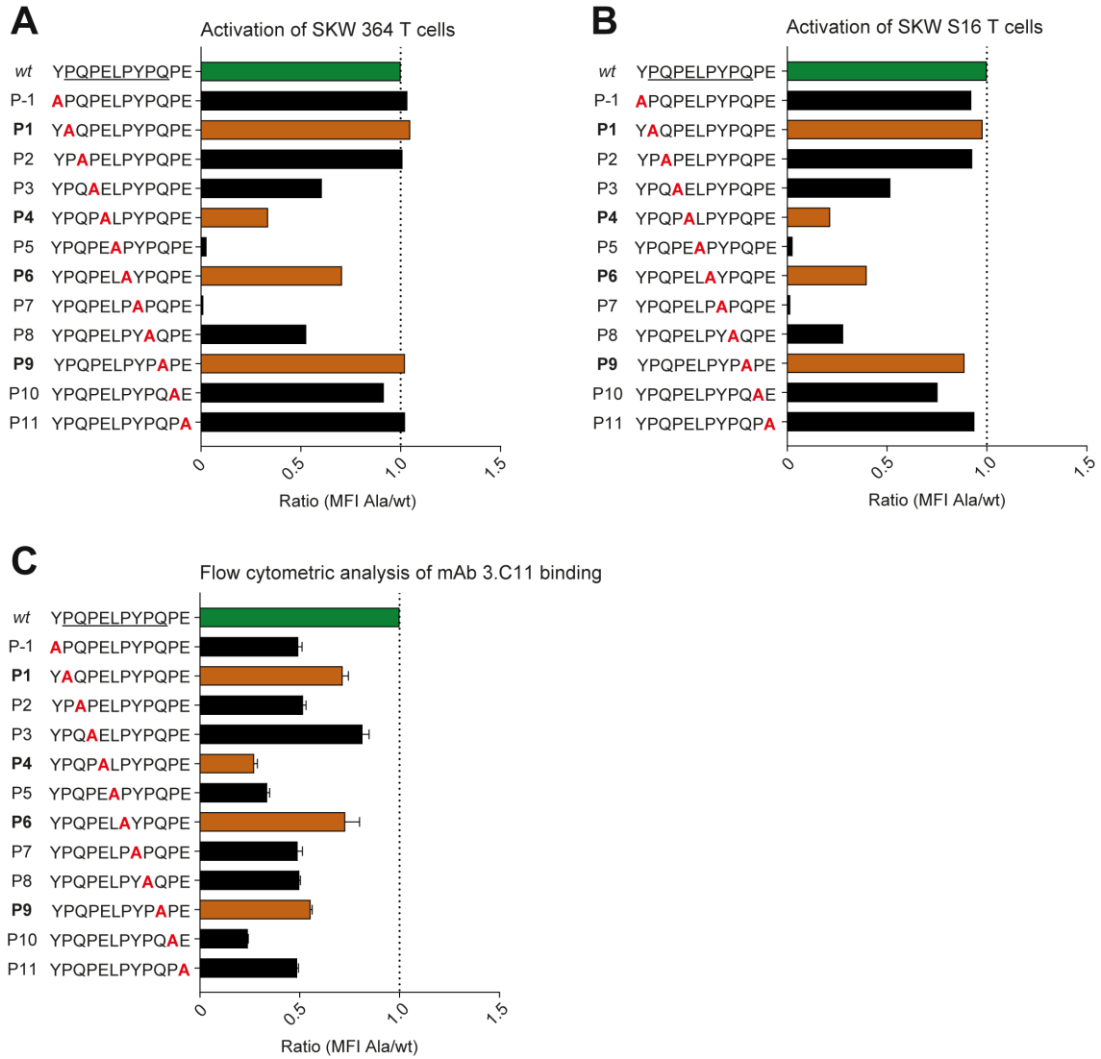 A
Activation of SKW 364 T cells
wt YPQPELPYPQPE
P-1 APQPELPYPQPE
P1 YAQPELPYPQPE
P2 YPAPELPYPQPE
P3 YPQAELPYPQPE
P4 YPQPALPYPQPE
P5 YPQPEAPYPQPE
P6 YPQPELAYPQPE
P7 YPQPELPAPQPE
P8 YPQPELPYAQPE
P9 YPQPELPYPAPE
P10 YPQPELPYPQAE
P11 YPQPELPYPQPA
0 0.5 1.0 1.5
Ratio (MFI Ala/wt)
B
Activation of SKW S16 T cells
wt YPQPELPYPQPE
P-1 APQPELPYPQPE
P1 YAQPELPYPQPE
P2 YPAPELPYPQPE
P3 YPQAELPYPQPE
P4 YPQPALPYPQPE
P5 YPQPEAPYPQPE
P6 YPQPELAYPQPE
P7 YPQPELPAPQPE
P8 YPQPELPYAQPE
P9 YPQPELPYPAPE
P10 YPQPELPYPQAE
P11 YPQPELPYPQPA
0 0.5 1.0 1.5
Ratio (MFI Ala/wt)
C
Flow cytometric analysis of mAb 3.C11 binding
wt YPQPELPYPQPE
P-1 APQPELPYPQPE
P1 YAQPELPYPQPE
P2 YPAPELPYPQPE
P3 YPQAELPYPQPE
P4 YPQPALPYPQPE
P5 YPQPEAPYPQPE
P6 YPQPELAYPQPE
P7 YPQPELPAPQPE
P8 YPQPELPYAQPE
P9 YPQPELPYPAPE
P10 YPQPELPYPQAE
P11 YPQPELPYPQPA
0 0.5 1.0 1.5
Ratio (MFI Ala/wt)